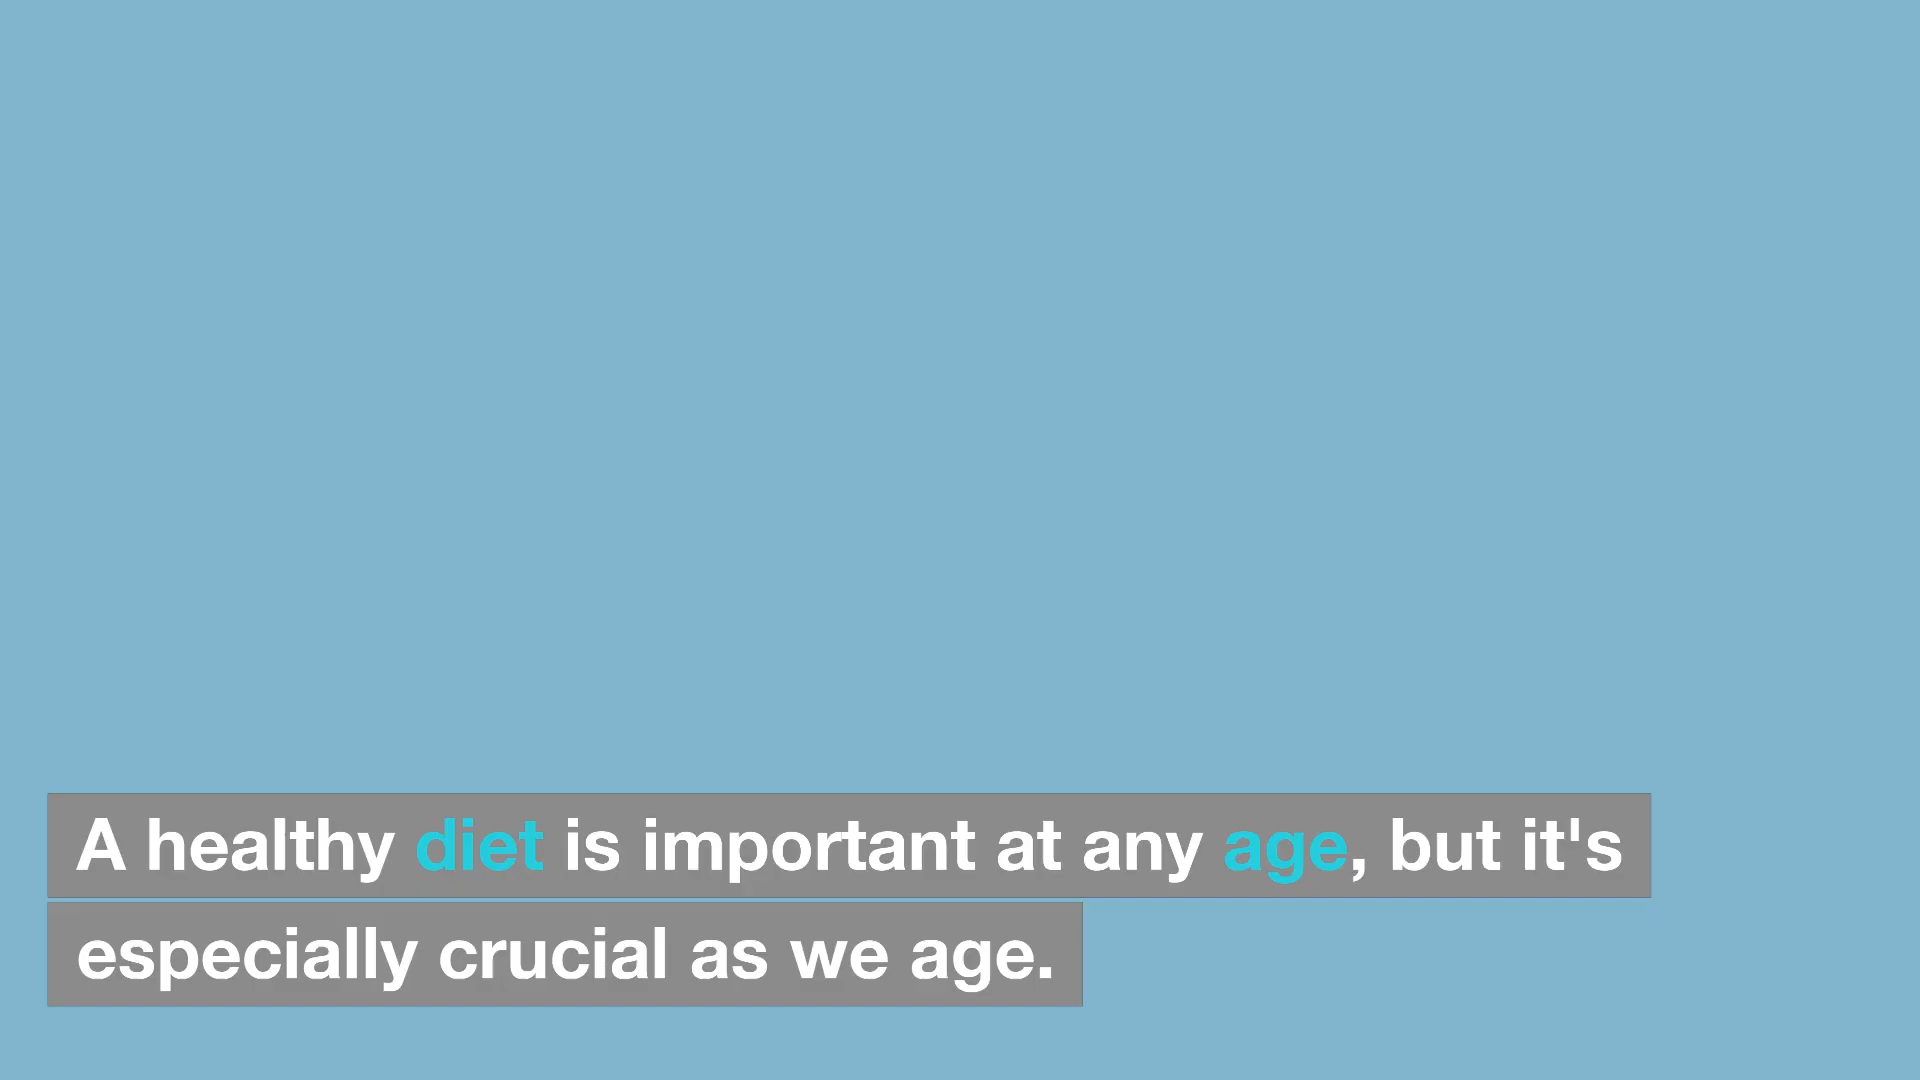 A healthy diet is important at any age, but it's
especially crucial as we age.